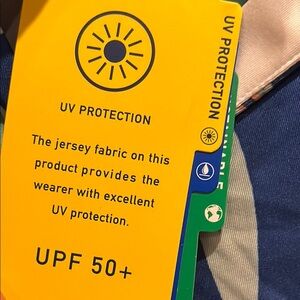 UV PROTECTION
The jersey fabric on this
product provides the
wearer with excellent
UV protection.
UPF 50+
UV PROTECTION